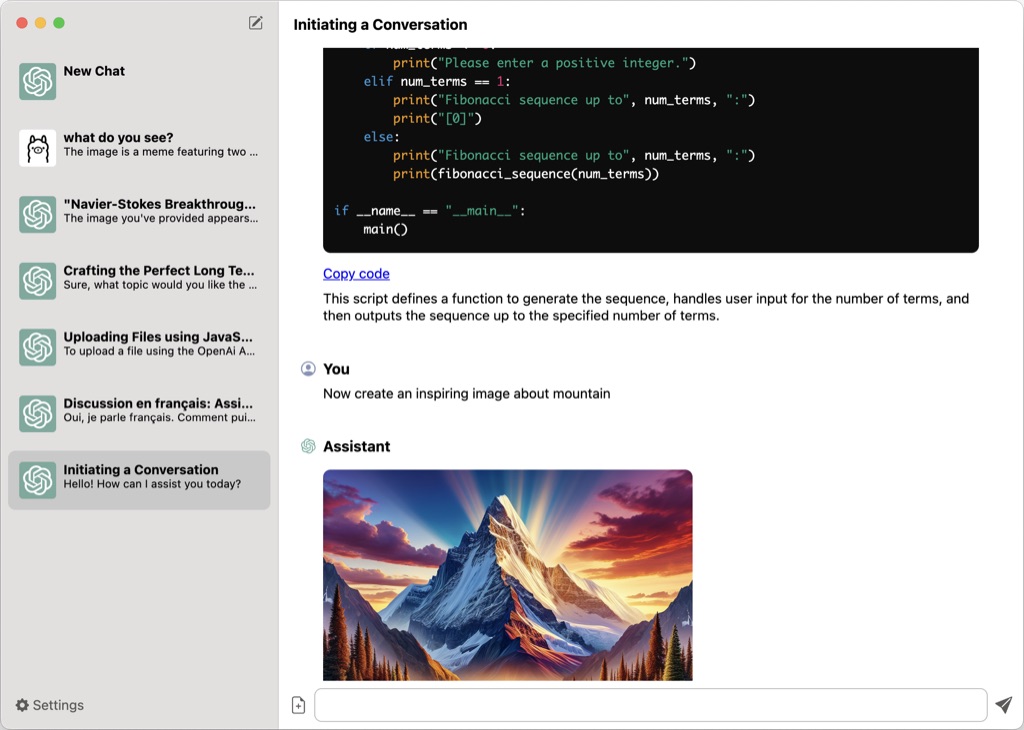 New Chat
what do you see?
The image is a meme featuring two ...
"Navier-Stokes Breakthroug...
The image you've provided appears...
Crafting the Perfect Long Te...
Sure, what topic would you like the ...
Uploading Files using JavaS...
To upload a file using the OpenAi A...
Discussion en français: Assi...
Oui, je parle français. Comment pui...
Initiating a Conversation
Hello! How can I assist you today?
Settings
Initiating a Conversation
print("Please enter a positive integer.")
elif num_terms == 1:
print("Fibonacci sequence up to", num_terms, ":")
print("[0]")
else:
print("Fibonacci sequence up to", num_terms, ":")
print(fibonacci_sequence(num_terms))
if __name__ == "__main__":
main()
Copy code
This script defines a function to generate the sequence, handles user input for the number of terms, and
then outputs the sequence up to the specified number of terms.
You
Now create an inspiring image about mountain
Assistant